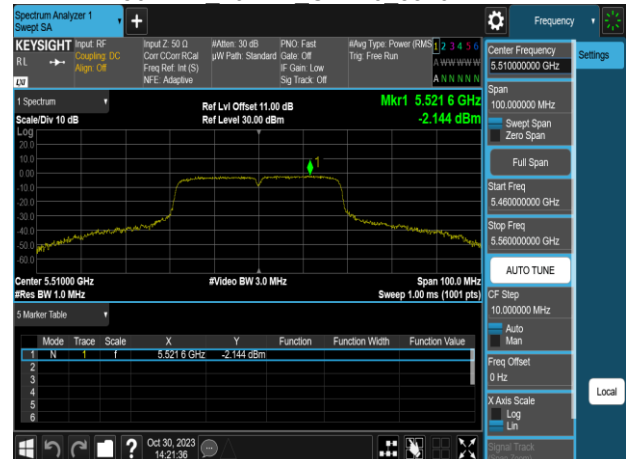 Spectrum Analyzer 1
Swept SA
Frequency
KEYSIGHT
RL
LXI
Input: RF
Coupling: DC
Align: Off
Input Z: 50 Ω
Corr CCorr RCal
Freq Ref: Int (S)
NFE: Adaptive
#Atten: 30 dB
µW Path: Standard
PNO: Fast
Gate: Off
IF Gain: Low
Sig Track: Off
#Avg Type: Power (RMS)
Trig: Free Run
1 2 3 4 5 6
A W W W W W
A N N N N N
1 Spectrum
Scale/Div 10 dB
Ref Lvl Offset 11.00 dB
Ref Level 30.00 dBm
Mkr1 5.521 6 GHz
-2.144 dBm
Log
20.0
10.0
0.00
-10.0
-20.0
-30.0
-40.0
-50.0
-60.0
1
Center 5.51000 GHz
#Res BW 1.0 MHz
#Video BW 3.0 MHz
Span 100.0 MHz
Sweep 1.00 ms (1001 pts)
5 Marker Table
Mode Trace Scale X Y Function Function Width Function Value
1 N 1 f 5.521 6 GHz -2.144 dBm
2
3
4
5
6
Oct 30, 2023
14:21:36
Center Frequency
5.510000000 GHz
Span
100.000000 MHz
Swept Span
Zero Span
Full Span
Start Freq
5.460000000 GHz
Stop Freq
5.560000000 GHz
AUTO TUNE
CF Step
10.000000 MHz
Auto
Man
Freq Offset
0 Hz
X Axis Scale
Log
Lin
Signal Track
Settings
Local